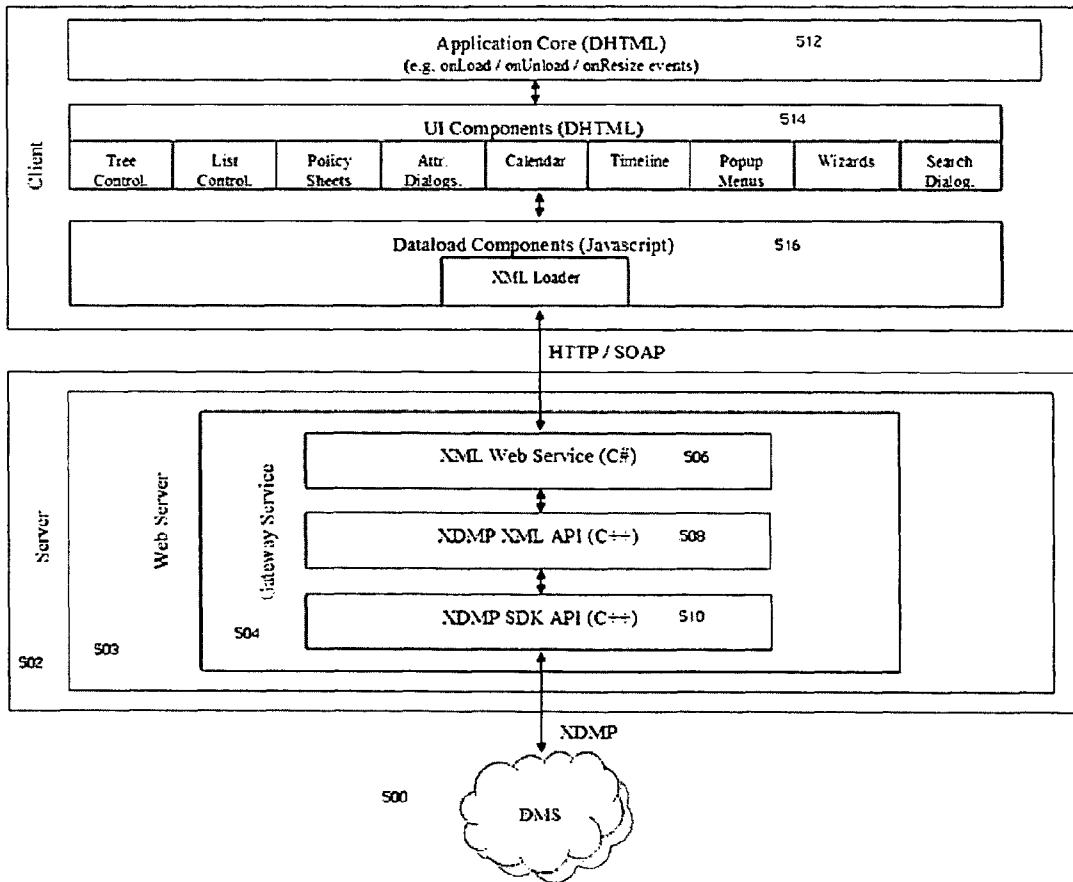 Application Core (DHTML) 512
(e.g. onLoad / onUnload / onResize events)
Client
UI Components (DHTML) 514
Tree Control.
List Control.
Policy Sheets
Attr. Dialogs.
Calendar
Timeline
Popup Menus
Wizards
Search Dialog.
Dataload Components (Javascript) 516
XML Loader
HTTP / SOAP
Server
Web Server
Gateway Service
XML Web Service (C#) 506
XDMP XML API (C++) 508
XDMP SDK API (C++) 510
504
503
502
XDMP
500
DMS